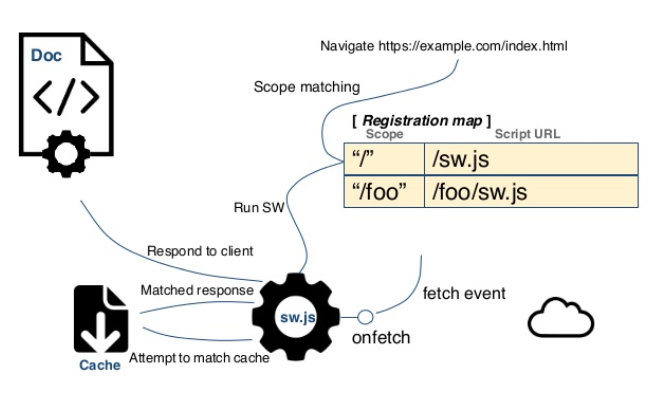 Doc
Navigate https://example.com/index.html
Scope matching
[ Registration map ]
Scope Script URL
“/” /sw.js
“/foo” /foo/sw.js
Run SW
Respond to client
Matched response
sw.js
fetch event
onfetch
Attempt to match cache
Cache